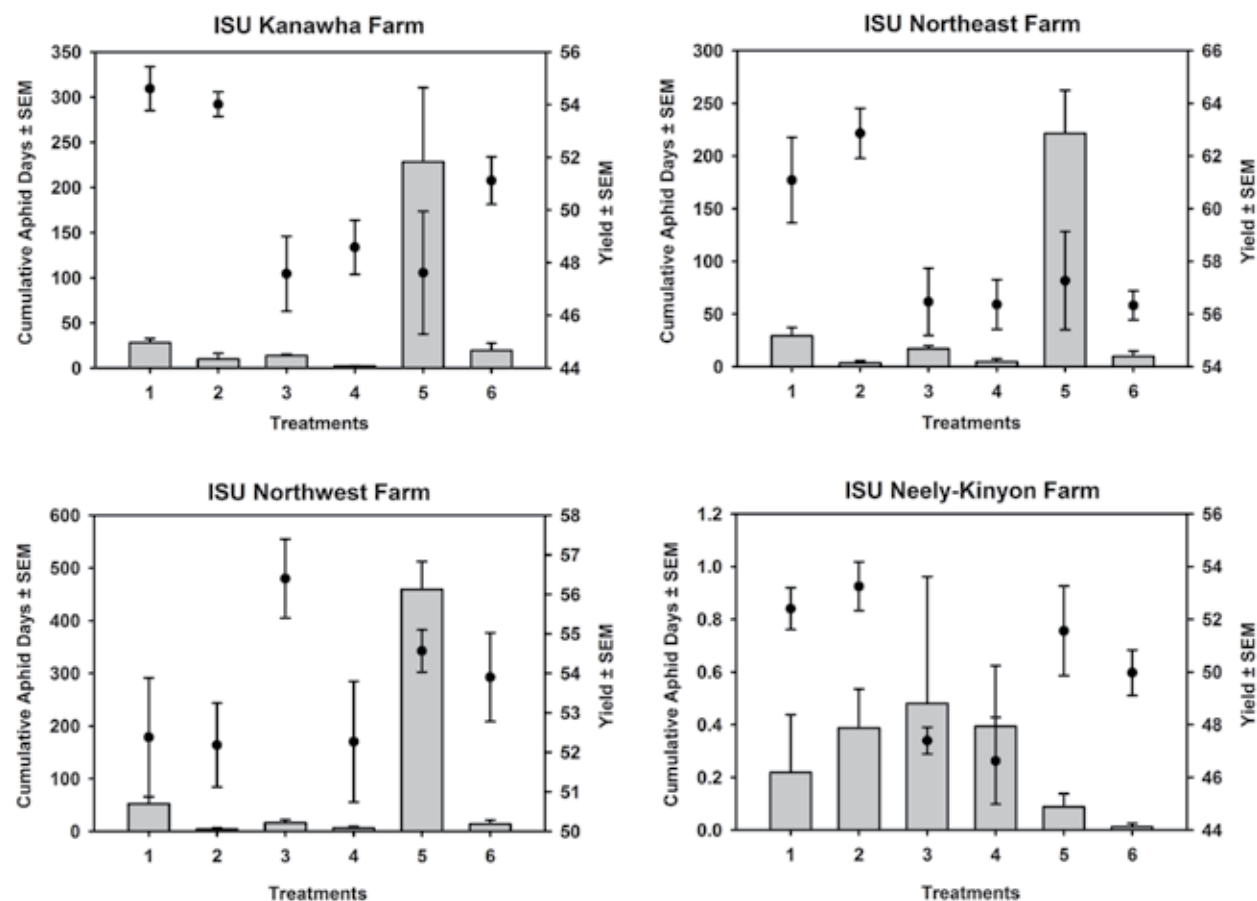 ISU Kanawha Farm
Cumulative Aphid Days ± SEM
350
300
250
200
150
100
50
0
56
54
52
50
48
46
44
Yield ± SEM
1 2 3 4 5 6
Treatments
ISU Northeast Farm
Cumulative Aphid Days ± SEM
300
250
200
150
100
50
0
66
64
62
60
58
56
54
Yield ± SEM
1 2 3 4 5 6
Treatments
ISU Northwest Farm
Cumulative Aphid Days ± SEM
600
500
400
300
200
100
0
58
57
56
55
54
53
52
51
50
Yield ± SEM
1 2 3 4 5 6
Treatments
ISU Neely-Kinyon Farm
Cumulative Aphid Days ± SEM
1.2
1.0
0.8
0.6
0.4
0.2
0.0
56
54
52
50
48
46
44
Yield ± SEM
1 2 3 4 5 6
Treatments